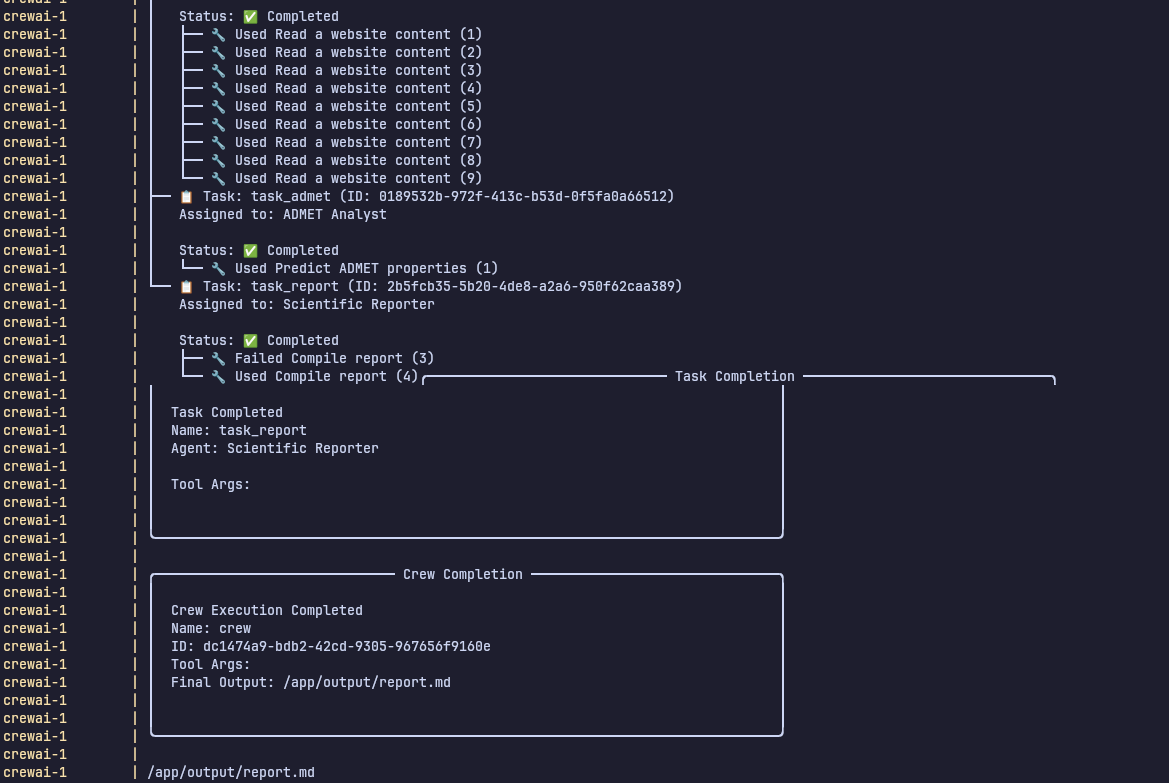 crewai-1 |
crewai-1 | Status: ✅ Completed
crewai-1 | ├── 🔧 Used Read a website content (1)
crewai-1 | ├── 🔧 Used Read a website content (2)
crewai-1 | ├── 🔧 Used Read a website content (3)
crewai-1 | ├── 🔧 Used Read a website content (4)
crewai-1 | ├── 🔧 Used Read a website content (5)
crewai-1 | ├── 🔧 Used Read a website content (6)
crewai-1 | ├── 🔧 Used Read a website content (7)
crewai-1 | ├── 🔧 Used Read a website content (8)
crewai-1 | └── 🔧 Used Read a website content (9)
crewai-1 | ├── 📋 Task: task_admet (ID: 0189532b-972f-413c-b53d-0f5fa0a66512)
crewai-1 | Assigned to: ADMET Analyst
crewai-1 |
crewai-1 | Status: ✅ Completed
crewai-1 | └── 🔧 Used Predict ADMET properties (1)
crewai-1 | └── 📋 Task: task_report (ID: 2b5fcb35-5b20-4de8-a2a6-950f62caa389)
crewai-1 | Assigned to: Scientific Reporter
crewai-1 |
crewai-1 | Status: ✅ Completed
crewai-1 | ├── 🔧 Failed Compile report (3)
crewai-1 | └── 🔧 Used Compile report (4) Task Completion
crewai-1 |
crewai-1 | Task Completed
crewai-1 | Name: task_report
crewai-1 | Agent: Scientific Reporter
crewai-1 |
crewai-1 | Tool Args:
crewai-1 |
crewai-1 |
crewai-1 |
crewai-1 |
crewai-1 | Crew Completion
crewai-1 |
crewai-1 | Crew Execution Completed
crewai-1 | Name: crew
crewai-1 | ID: dc1474a9-bdb2-42cd-9305-967656f9160e
crewai-1 | Tool Args:
crewai-1 | Final Output: /app/output/report.md
crewai-1 |
crewai-1 |
crewai-1 |
crewai-1 |
crewai-1 | /app/output/report.md